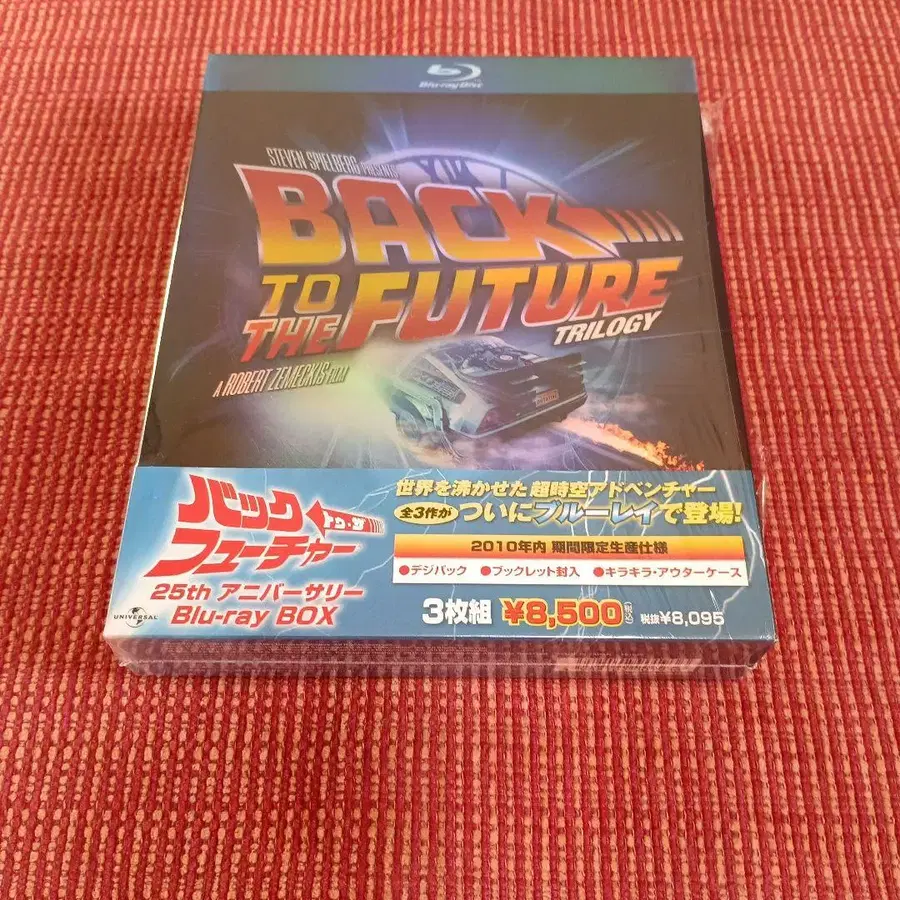 Blu-ray Disc
STEVEN SPIELBERG PRESENTS
BACK
TO
THE FUTURE
TRILOGY
A ROBERT ZEMECKIS FILM
バック
トゥ・ザ
フューチャー
25th アニバーサリー
Blu-ray BOX
UNIVERSAL
世界を沸かせた 超時空アドベンチャー
全3作が ついにブルーレイで登場!
2010年内 期間限定生産仕様
●デジパック ●ブックレット封入 ●キラキラ・アウターケース
3枚組 ¥8,500 税抜¥8,095